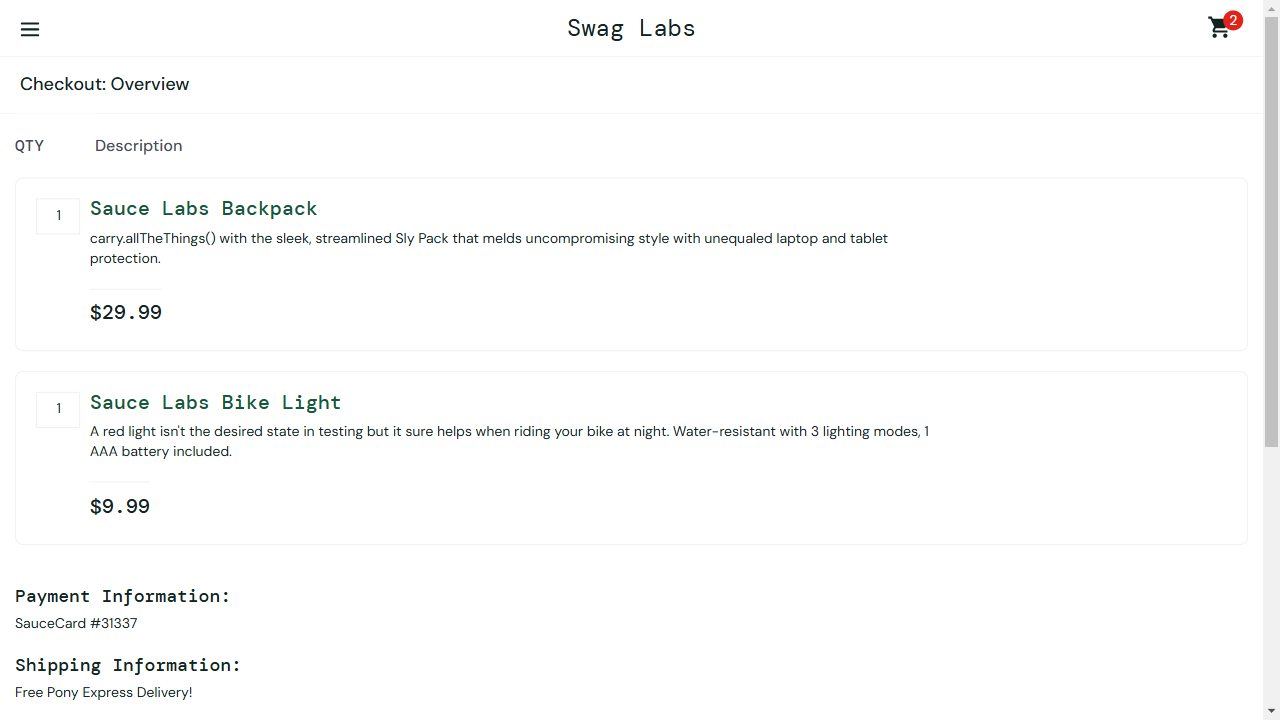 Swag Labs
2
Checkout: Overview
QTY
Description
1
Sauce Labs Backpack
carry.allTheThings() with the sleek, streamlined Sly Pack that melds uncompromising style with unequaled laptop and tablet
protection.
$29.99
1
Sauce Labs Bike Light
A red light isn't the desired state in testing but it sure helps when riding your bike at night. Water-resistant with 3 lighting modes, 1
AAA battery included.
$9.99
Payment Information:
SauceCard #31337
Shipping Information:
Free Pony Express Delivery!